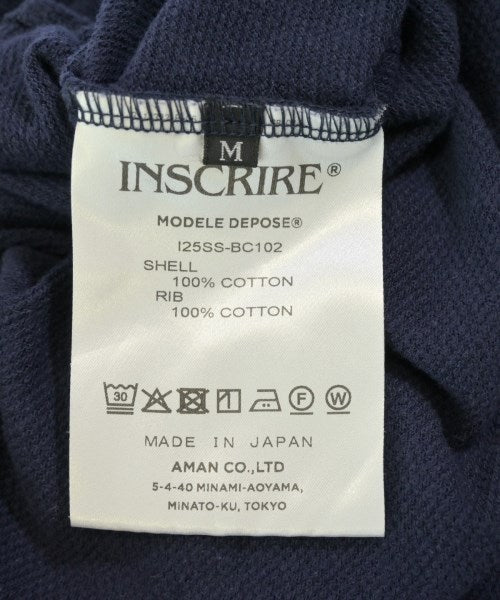 M
INSCRIRE®
MODELE DEPOSE®
I25SS-BC102
SHELL
100% COTTON
RIB
100% COTTON
30 F W
MADE IN JAPAN
AMAN CO.,LTD
5-4-40 MINAMI-AOYAMA,
MINATO-KU, TOKYO